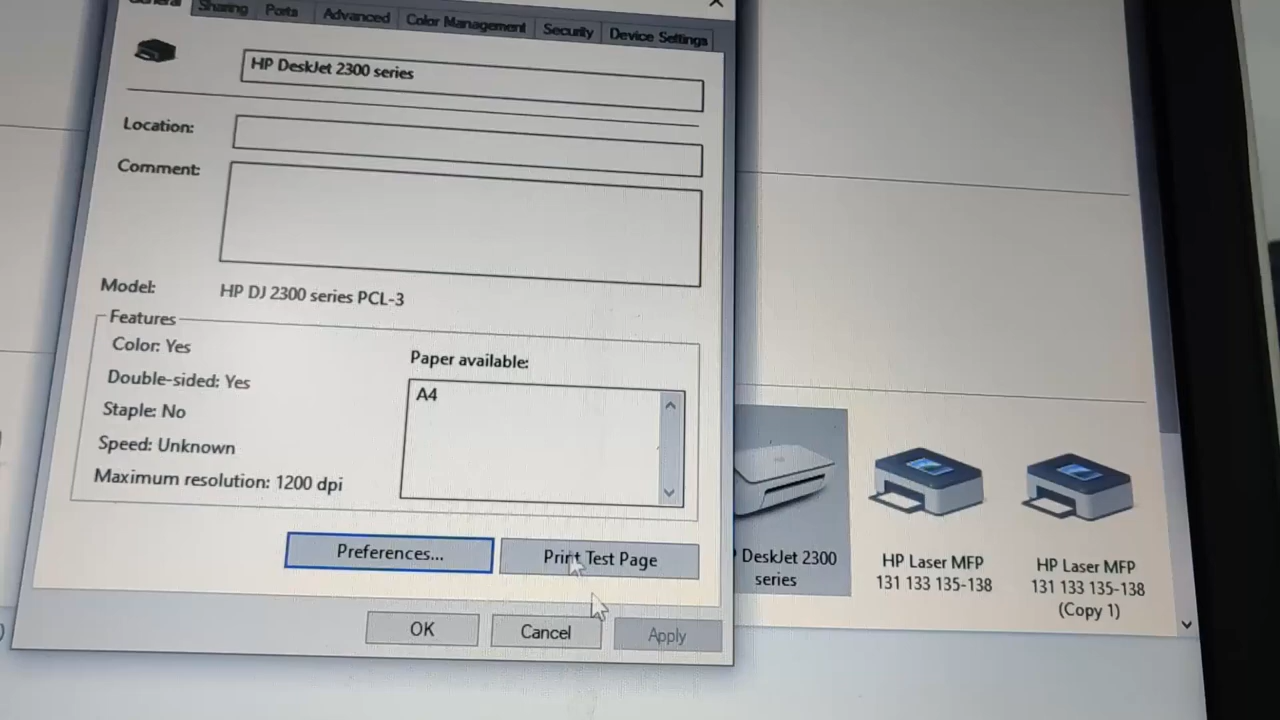 General Sharing Ports Advanced Color Management Security Device Settings
HP DeskJet 2300 series
Location:
Comment:
Model: HP DJ 2300 series PCL-3
Features
Color: Yes
Double-sided: Yes
Staple: No
Speed: Unknown
Maximum resolution: 1200 dpi
Paper available:
A4
Preferences... Print Test Page
OK Cancel Apply
DeskJet 2300
series
HP Laser MFP
131 133 135-138
HP Laser MFP
131 133 135-138
(Copy 1)